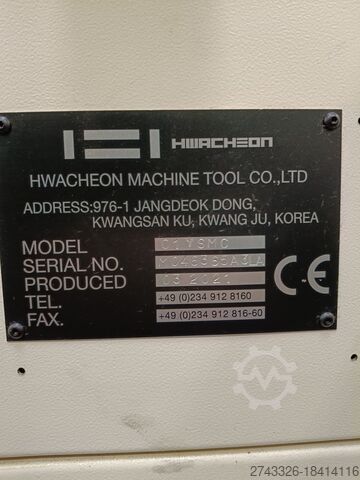 HWACHEON
HWACHEON MACHINE TOOL CO.,LTD
ADDRESS:976-1 JANGDEOK DONG,
KWANGSAN KU, KWANG JU, KOREA
MODEL
SERIAL NO.
PRODUCED
TEL. +49 (0)234 912 8160
FAX. +49 (0)234 912 816-60
CE
2743326-18414116